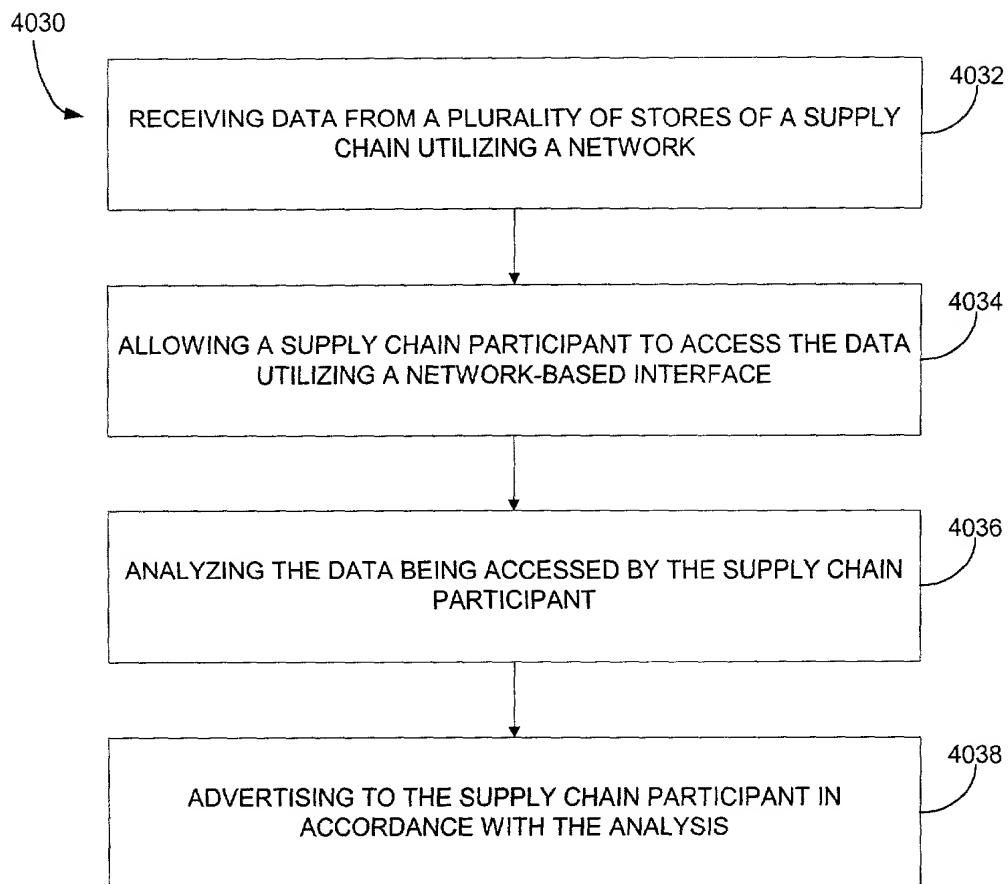 4030
4032
RECEIVING DATA FROM A PLURALITY OF STORES OF A SUPPLY
CHAIN UTILIZING A NETWORK
4034
ALLOWING A SUPPLY CHAIN PARTICIPANT TO ACCESS THE DATA
UTILIZING A NETWORK-BASED INTERFACE
4036
ANALYZING THE DATA BEING ACCESSED BY THE SUPPLY CHAIN
PARTICIPANT
4038
ADVERTISING TO THE SUPPLY CHAIN PARTICIPANT IN
ACCORDANCE WITH THE ANALYSIS